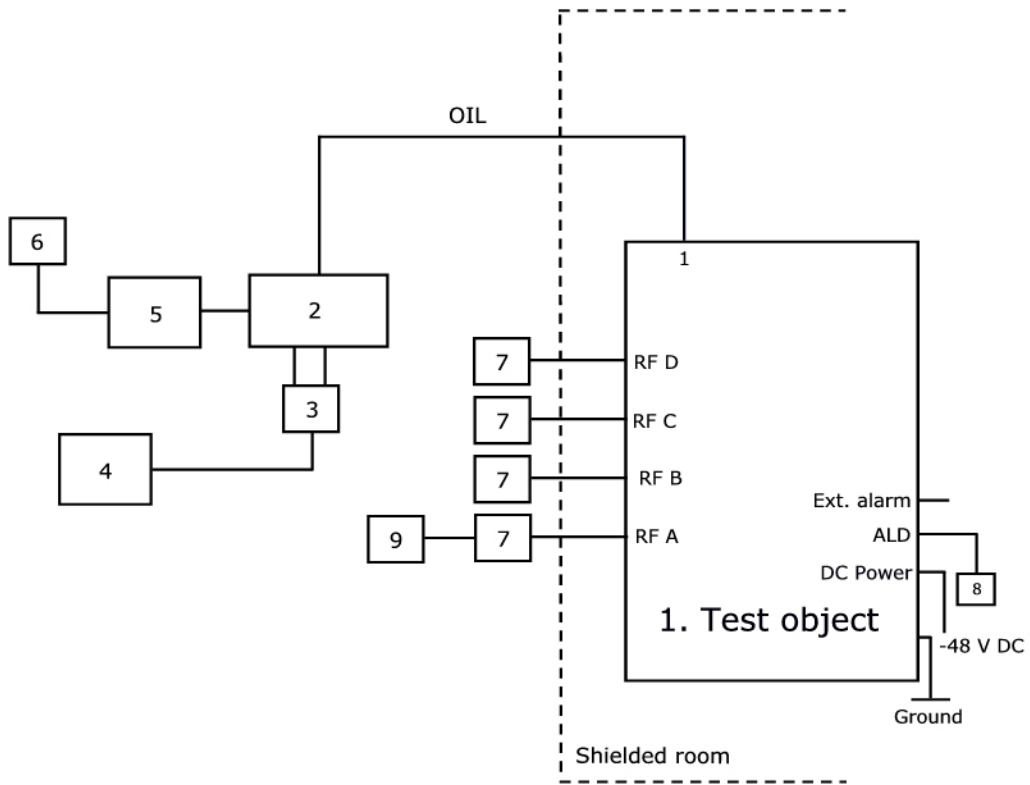 OIL
6
1
5
2
7
RF D
3
7
RF C
4
7
RF B
Ext. alarm
9
7
RF A
ALD
DC Power
8
1. Test object
-48 V DC
Ground
Shielded room